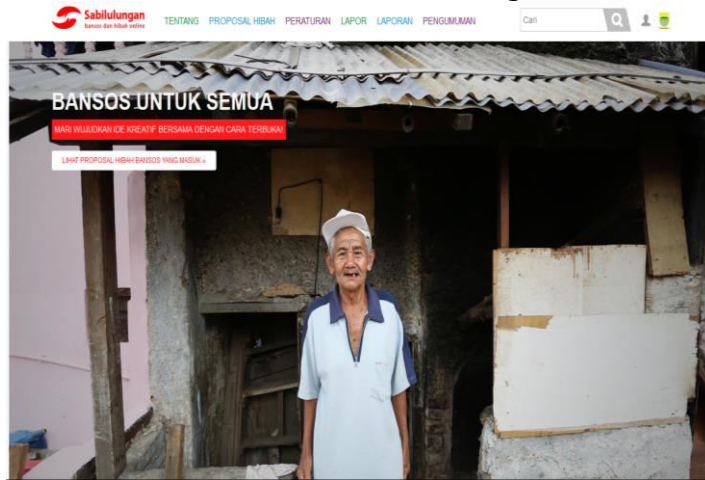 Sabilulungan
bansos dan hibah online
TENTANG PROPOSAL HIBAH PERATURAN LAPOR LAPORAN PENGUMUMAN
Cari
BANSOS UNTUK SEMUA
MARI WUJUDKAN IDE KREATIF BERSAMA DENGAN CARA TERBUKA!
LIHAT PROPOSAL HIBAH BANSOS YANG MASUK »